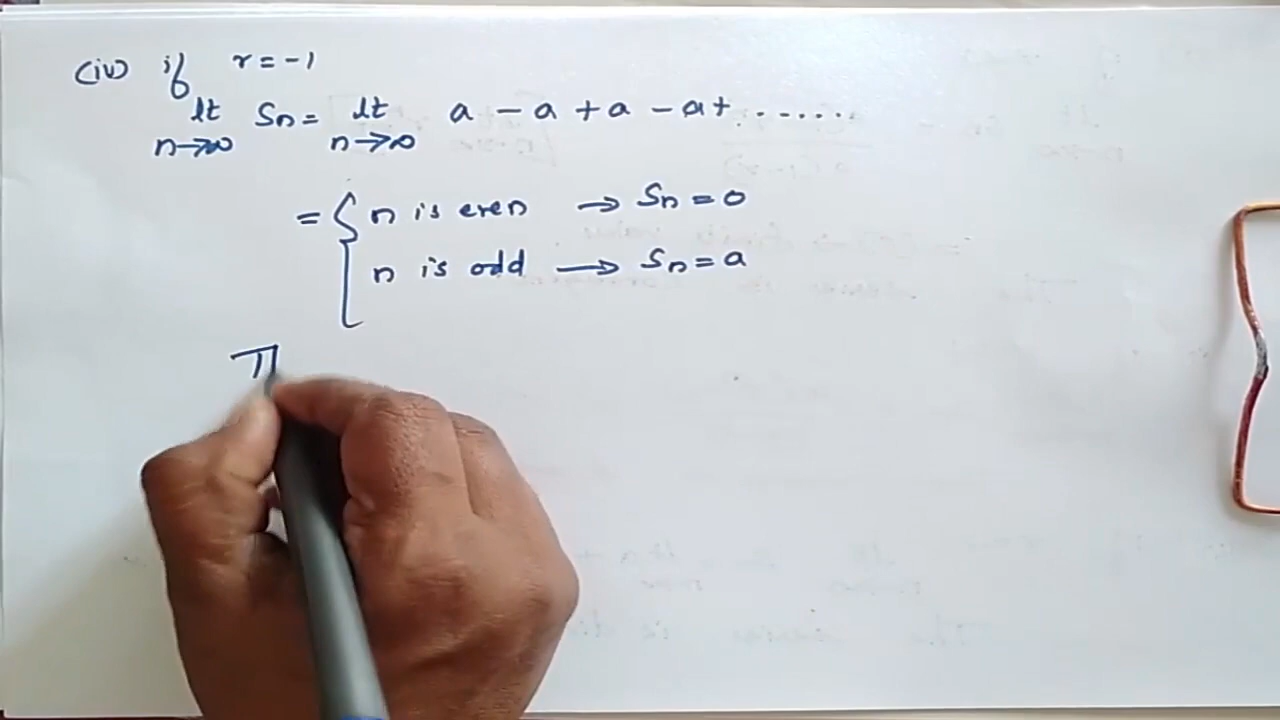 (iv) if r = -1
lt Sn = lt a - a + a - a + ......
n→∞ n→∞
= { n is even → Sn = 0
n is odd → Sn = a